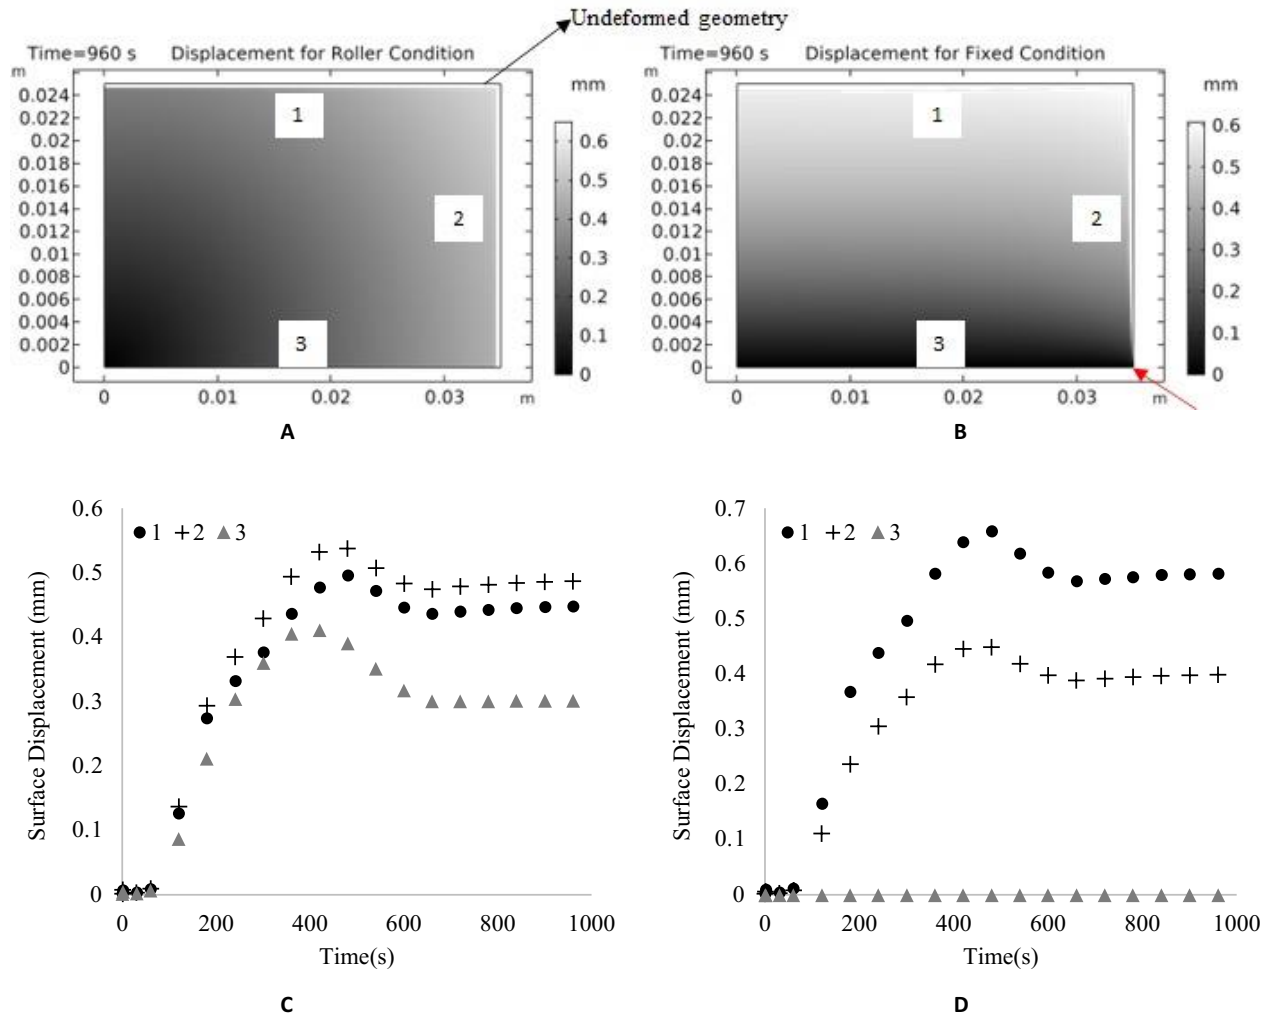 Undeformed geometry
Time=960 s Displacement for Roller Condition
Time=960 s Displacement for Fixed Condition
m
mm
0.024
0.022
0.02
0.018
0.016
0.014
0.012
0.01
0.008
0.006
0.004
0.002
0
1
2
3
0.6
0.5
0.4
0.3
0.2
0.1
0
0 0.01 0.02 0.03 m
A
m
mm
0.024
0.022
0.02
0.018
0.016
0.014
0.012
0.01
0.008
0.006
0.004
0.002
0
1
2
3
0.6
0.5
0.4
0.3
0.2
0.1
0
0 0.01 0.02 0.03 m
B
Surface Displacement (mm)
0.6
0.5
0.4
0.3
0.2
0.1
0
1 2 3
0 200 400 600 800 1000
Time(s)
C
Surface Displacement (mm)
0.7
0.6
0.5
0.4
0.3
0.2
0.1
0
1 2 3
0 200 400 600 800 1000
Time(s)
D